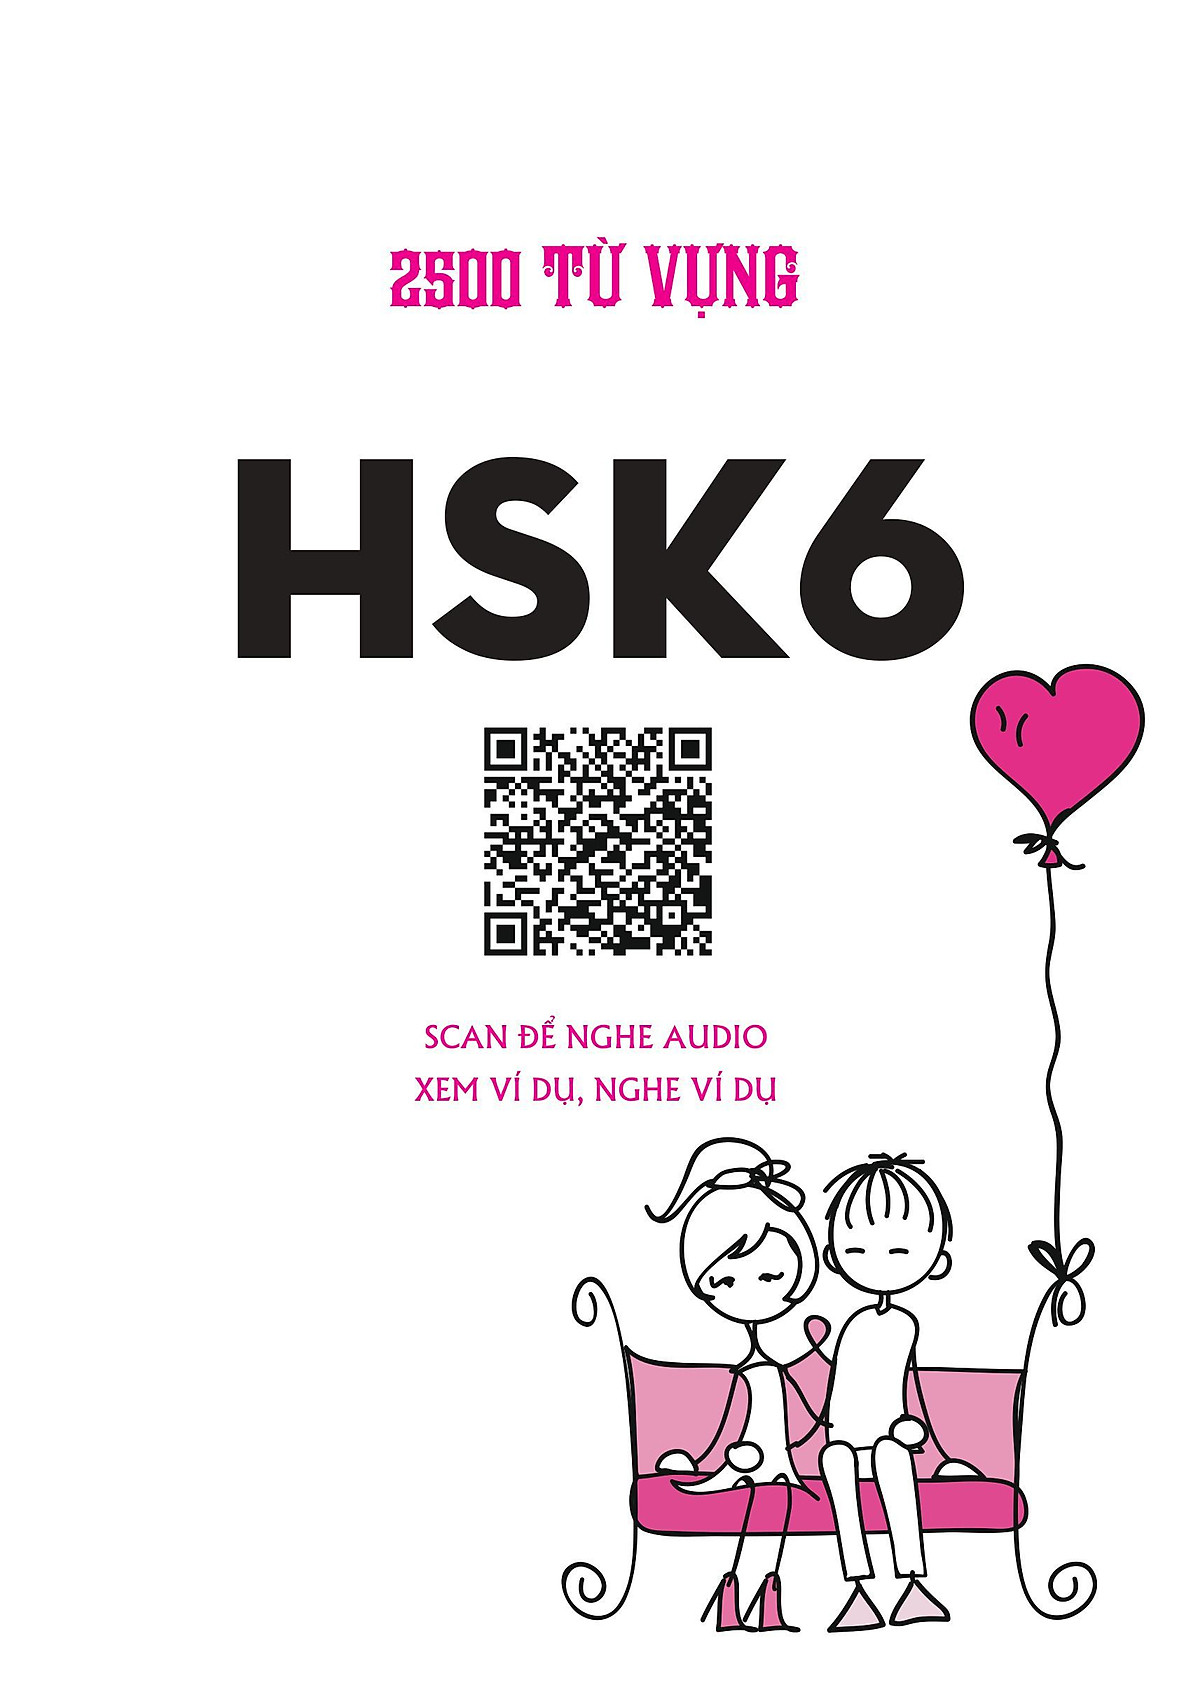 2500 TỪ VỰNG
HSK6
SCAN ĐỂ NGHE AUDIO
XEM VÍ DỤ, NGHE VÍ DỤ